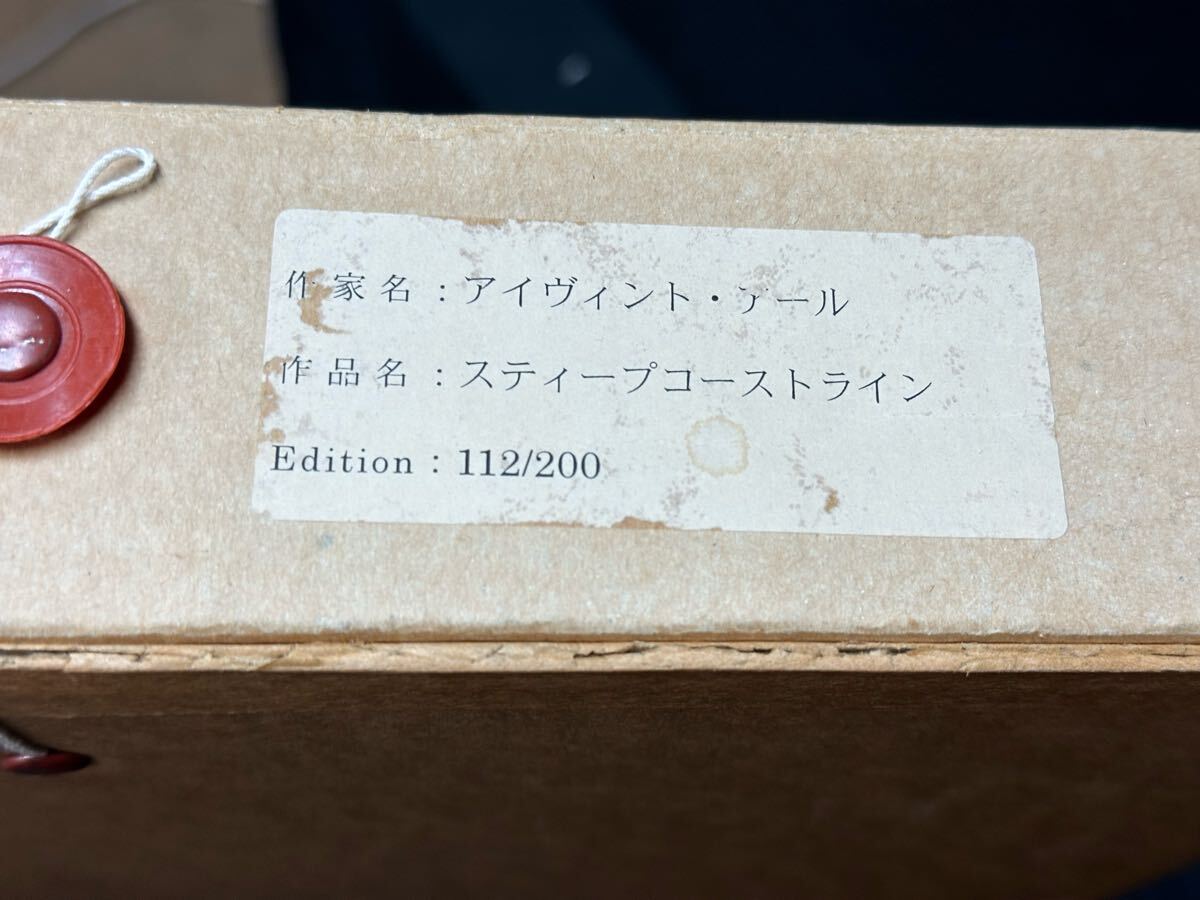 作家名：アイヴィント・アール
作品名：スティープコーストライン
Edition : 112/200